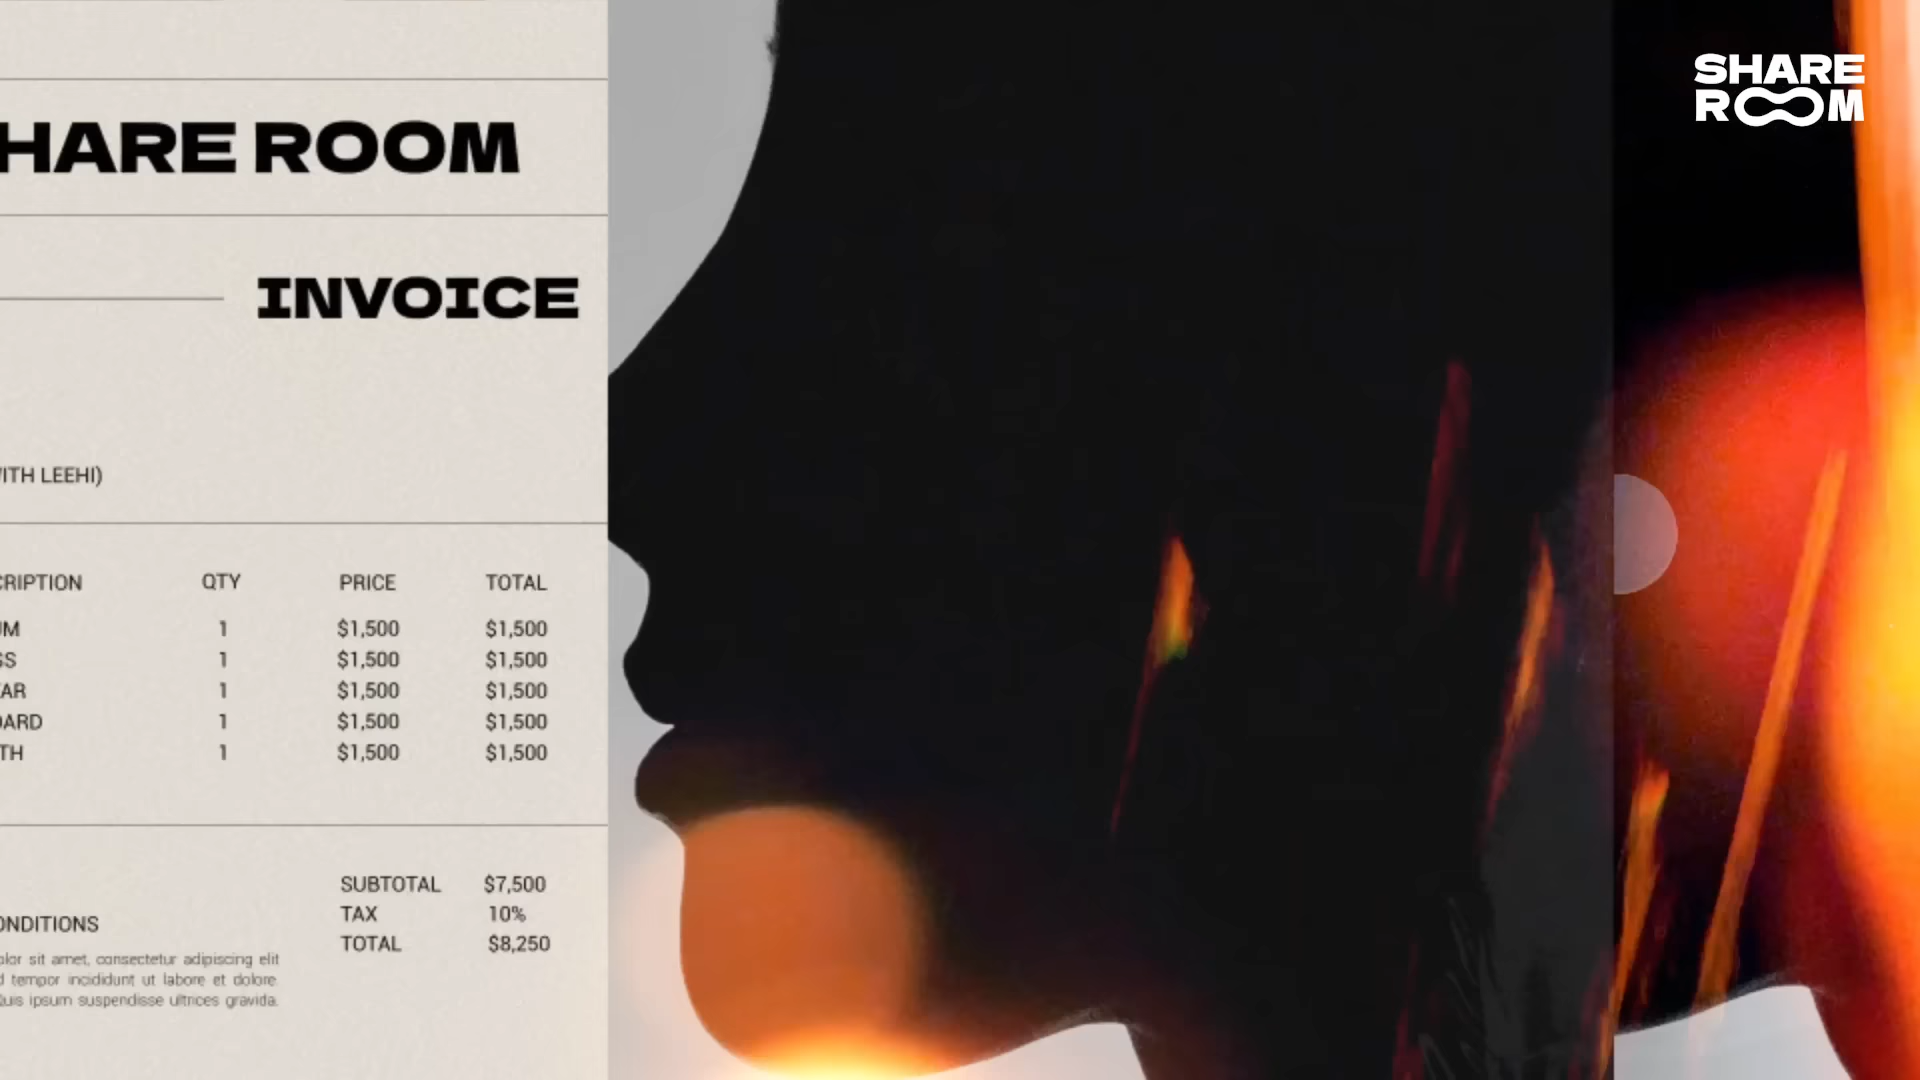 HARE ROOM
INVOICE
ITH LEEHI)
CRIPTION QTY PRICE TOTAL
UM 1 $1,500 $1,500
SS 1 $1,500 $1,500
AR 1 $1,500 $1,500
OARD 1 $1,500 $1,500
TH 1 $1,500 $1,500
SUBTOTAL $7,500
TAX 10%
TOTAL $8,250
ONDITIONS
olor sit amet, consectetur adipiscing elit
d tempor incididunt ut labore et dolore
Quis ipsum suspendisse ultrices gravida.
SHARE
ROOM